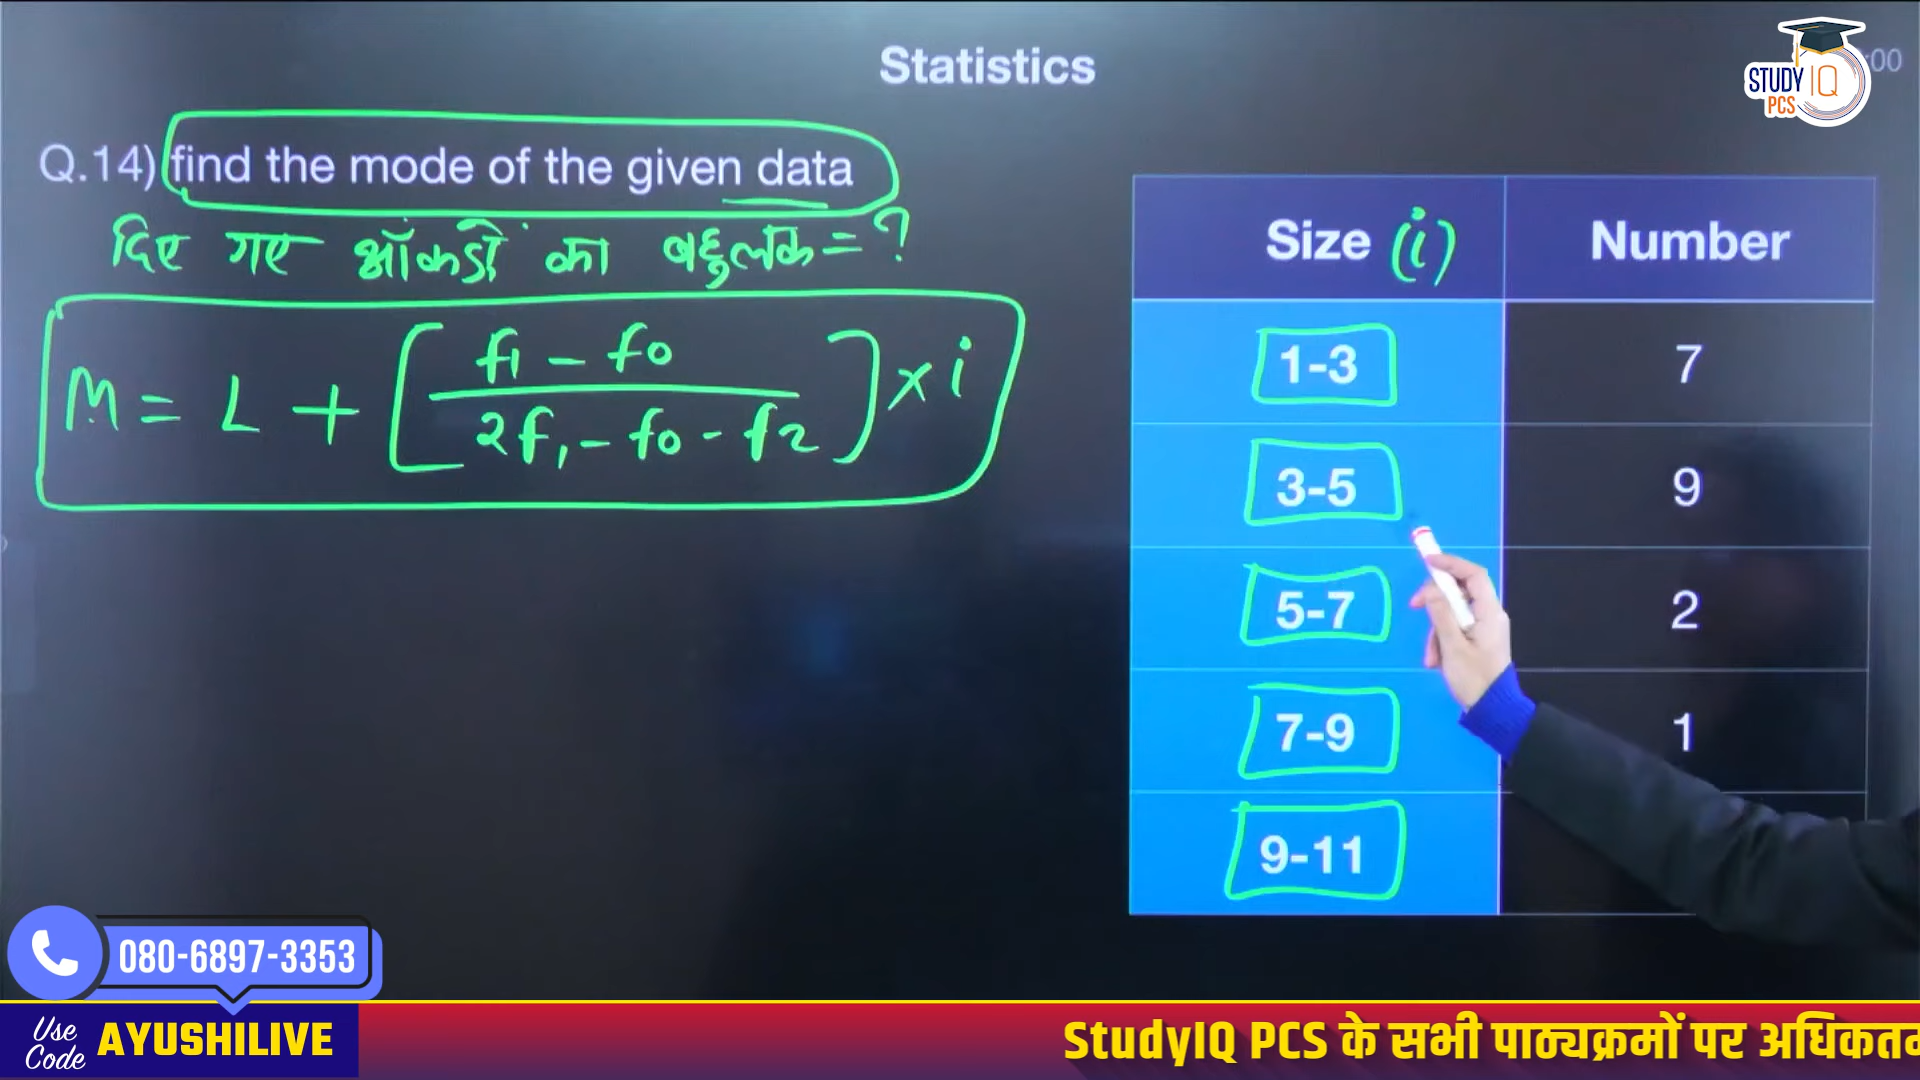 Statistics
:00
STUDY IQ
PCS
Q.14) find the mode of the given data
दिए गए आँकड़ों का बहुलक = ?
M = L + [ f1 - f0 / 2f1 - f0 - f2 ] × i
Size (i) Number
1-3 7
3-5 9
5-7 2
7-9 1
9-11
080-6897-3353
Use Code AYUSHILIVE
StudyIQ PCS के सभी पाठ्यक्रमों पर